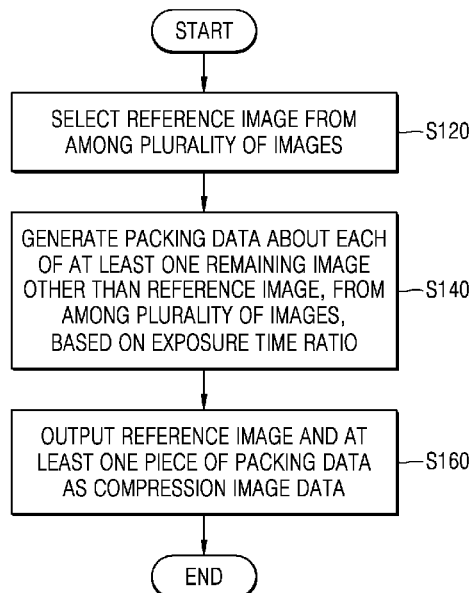 START
SELECT REFERENCE IMAGE FROM
AMONG PLURALITY OF IMAGES
S120
GENERATE PACKING DATA ABOUT EACH
OF AT LEAST ONE REMAINING IMAGE
OTHER THAN REFERENCE IMAGE, FROM
AMONG PLURALITY OF IMAGES,
BASED ON EXPOSURE TIME RATIO
S140
OUTPUT REFERENCE IMAGE AND AT
LEAST ONE PIECE OF PACKING DATA
AS COMPRESSION IMAGE DATA
S160
END